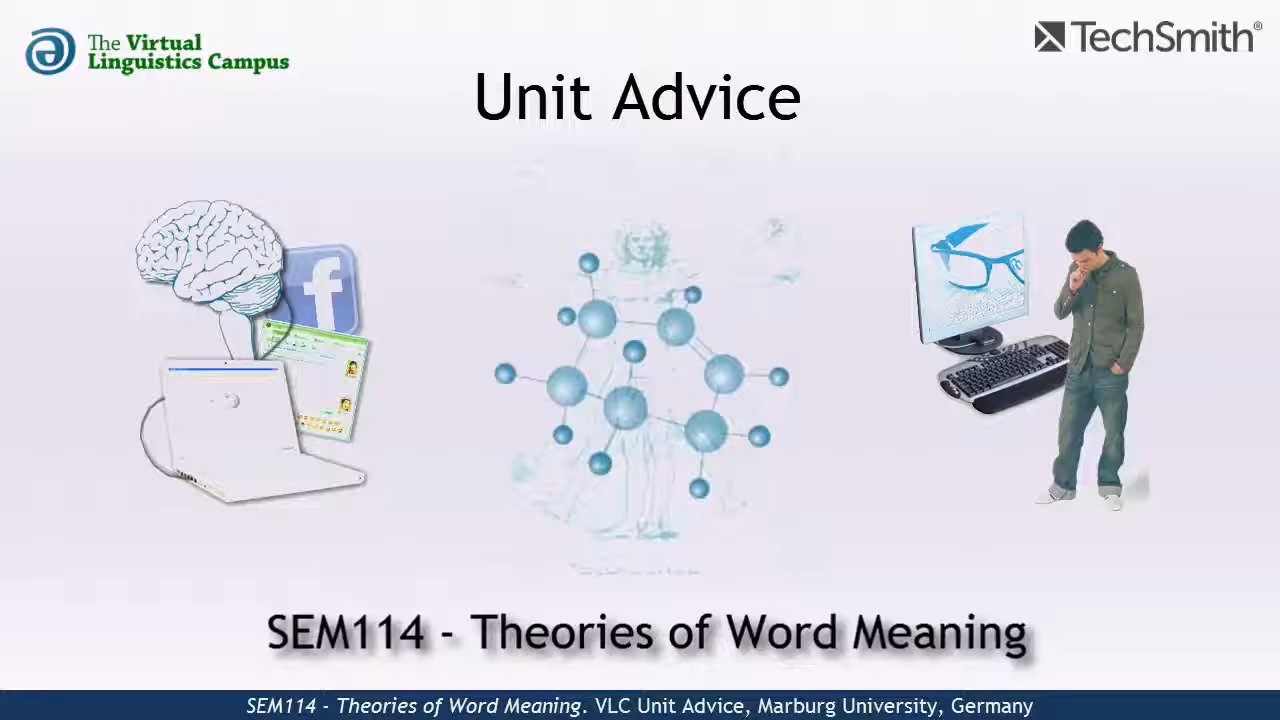 The Virtual
Linguistics Campus
TechSmith®
Unit Advice
f
SEM114 - Theories of Word Meaning
SEM114 - Theories of Word Meaning. VLC Unit Advice, Marburg University, Germany